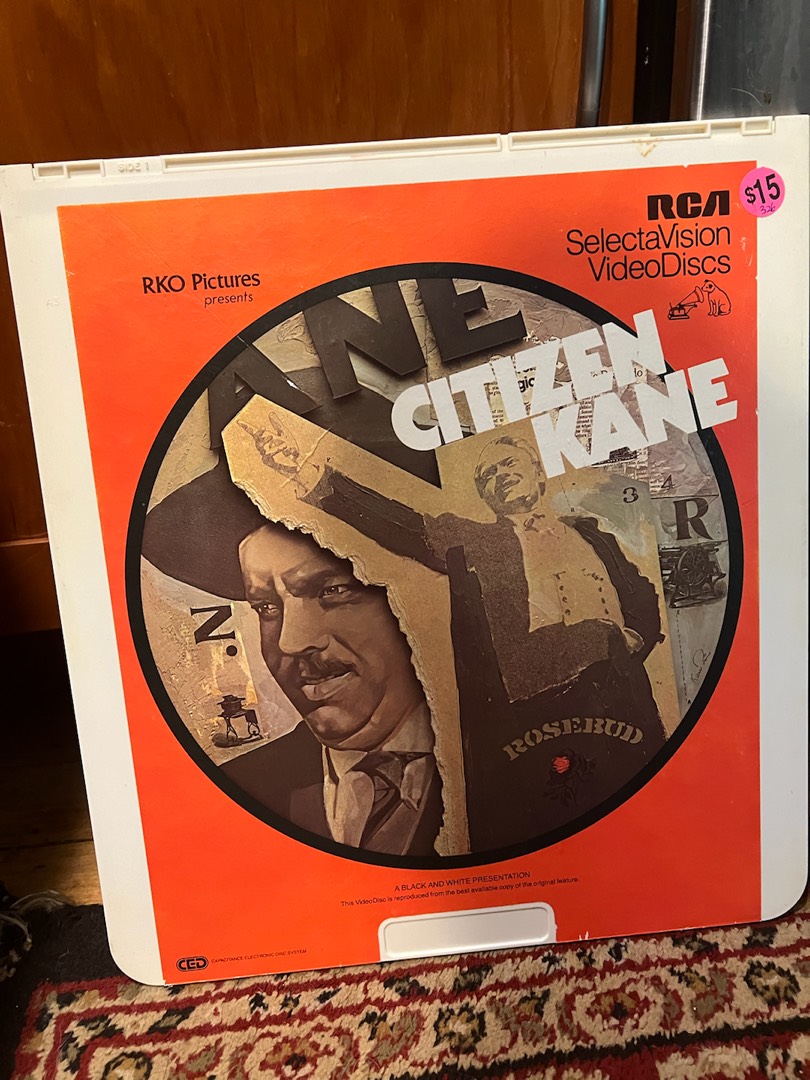 SIDE 1
RCA
$15
326
SelectaVision
VideoDiscs
RKO Pictures
presents
ANE
CITIZEN
KANE
3 4
R
N.
ROSEBUD
A BLACK AND WHITE PRESENTATION
This VideoDisc is reproduced from the best available copy of the original feature.
CED CAPACITANCE ELECTRONIC DISC SYSTEM